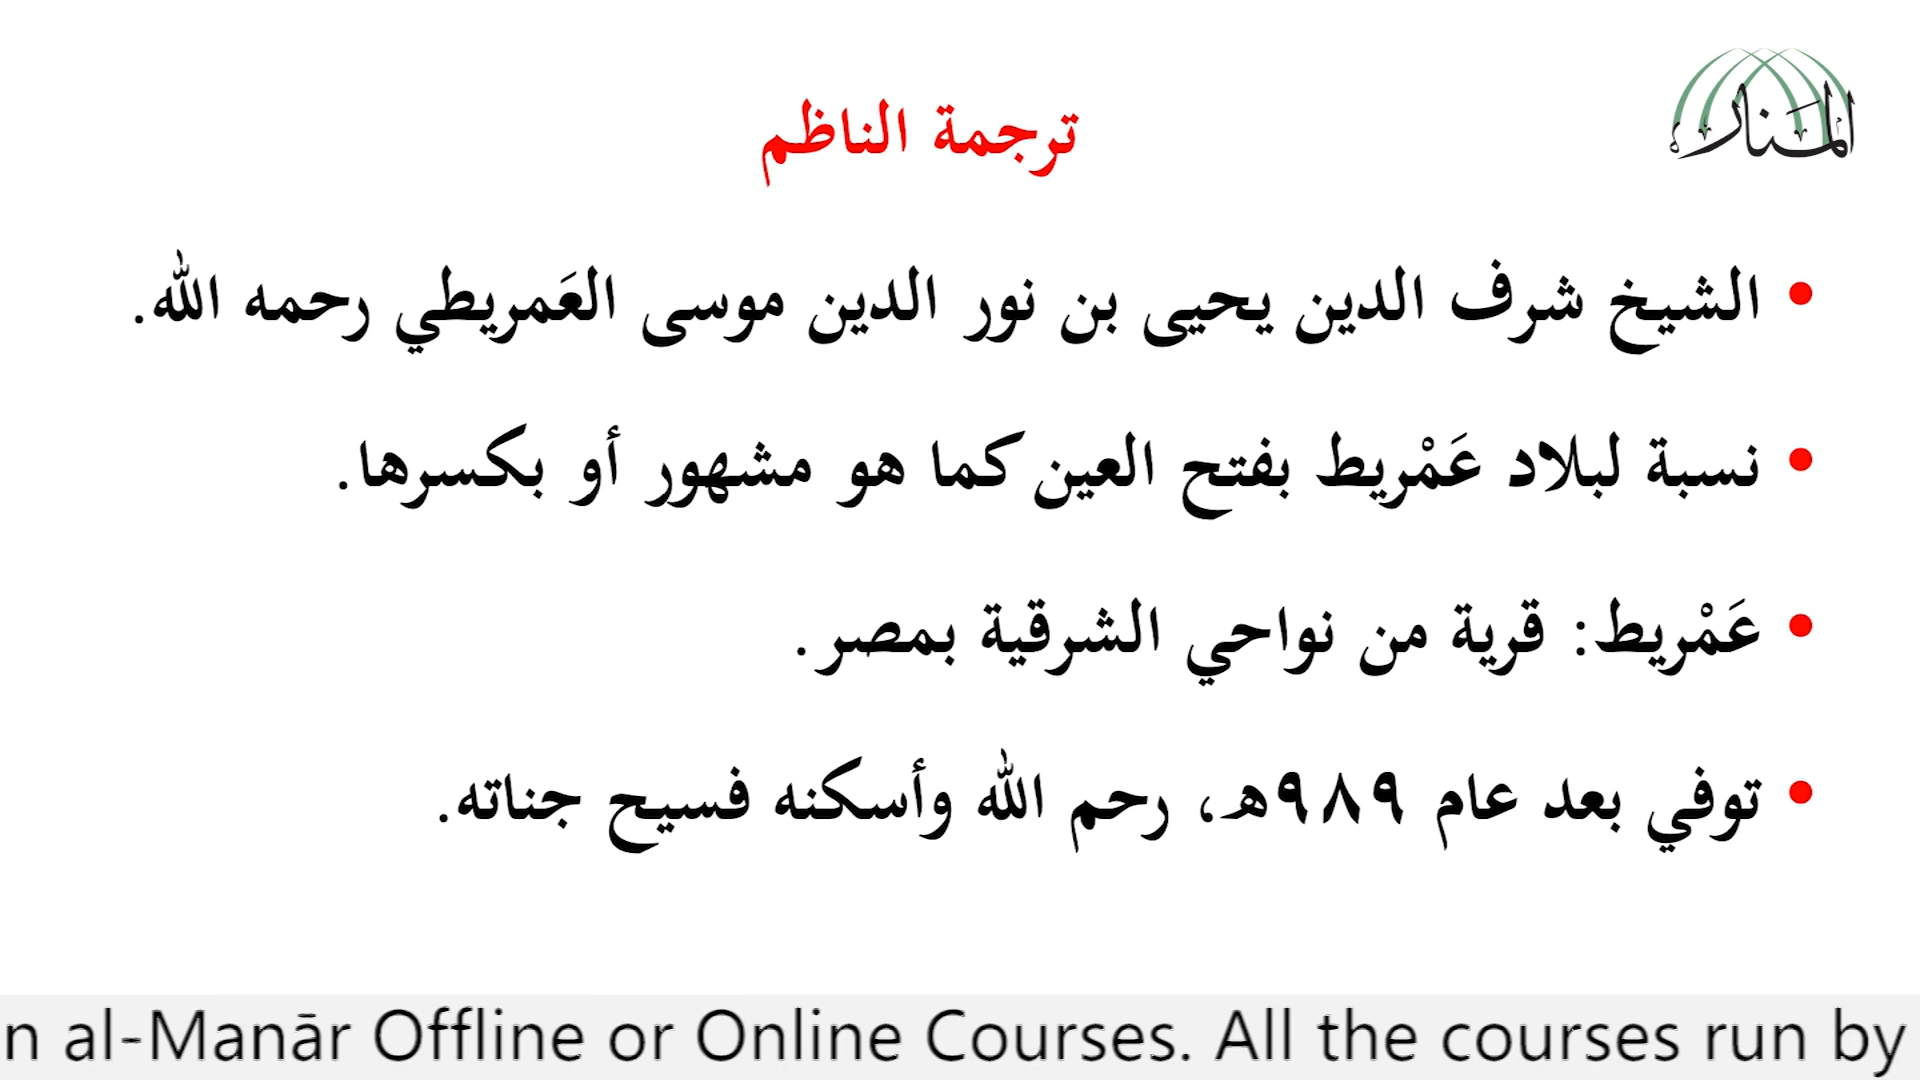 المنار
ترجمة الناظم
• الشيخ شرف الدين يحيى بن نور الدين موسى العَمريطي رحمه الله.
• نسبة لبلاد عَمْريط بفتح العين كما هو مشهور أو بكسرها.
• عَمْريط: قرية من نواحي الشرقية بمصر.
• توفي بعد عام ٩٨٩هـ، رحم الله وأسكنه فسيح جناته.
n al-Manār Offline or Online Courses. All the courses run by